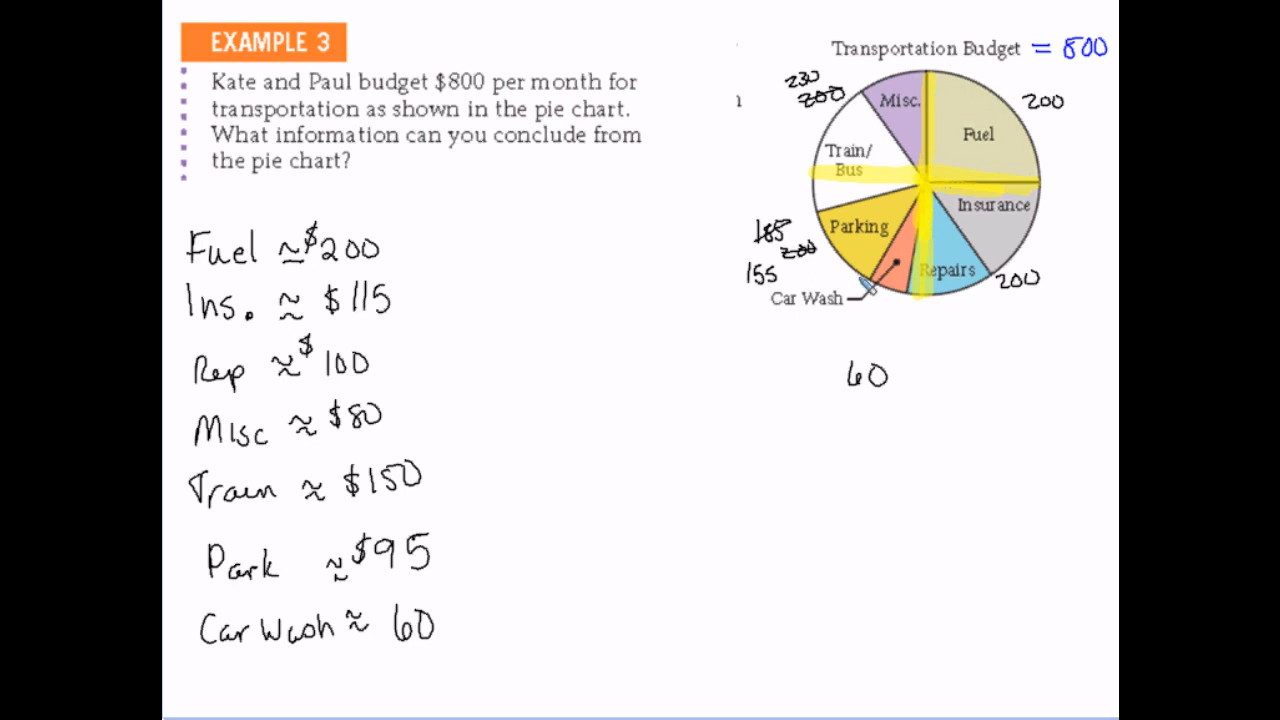 EXAMPLE 3
Kate and Paul budget $800 per month for
transportation as shown in the pie chart.
What information can you conclude from
the pie chart?
Transportation Budget = 800
230
200
Misc.
200
Fuel
Train/
Bus
Insurance
Parking
185
200
155
Repairs
200
Car Wash
60
Fuel ≈ $200
Ins. ≈ $115
Rep ≈ $100
Misc ≈ $80
Train ≈ $150
Park ≈ $95
Car Wash ≈ 60